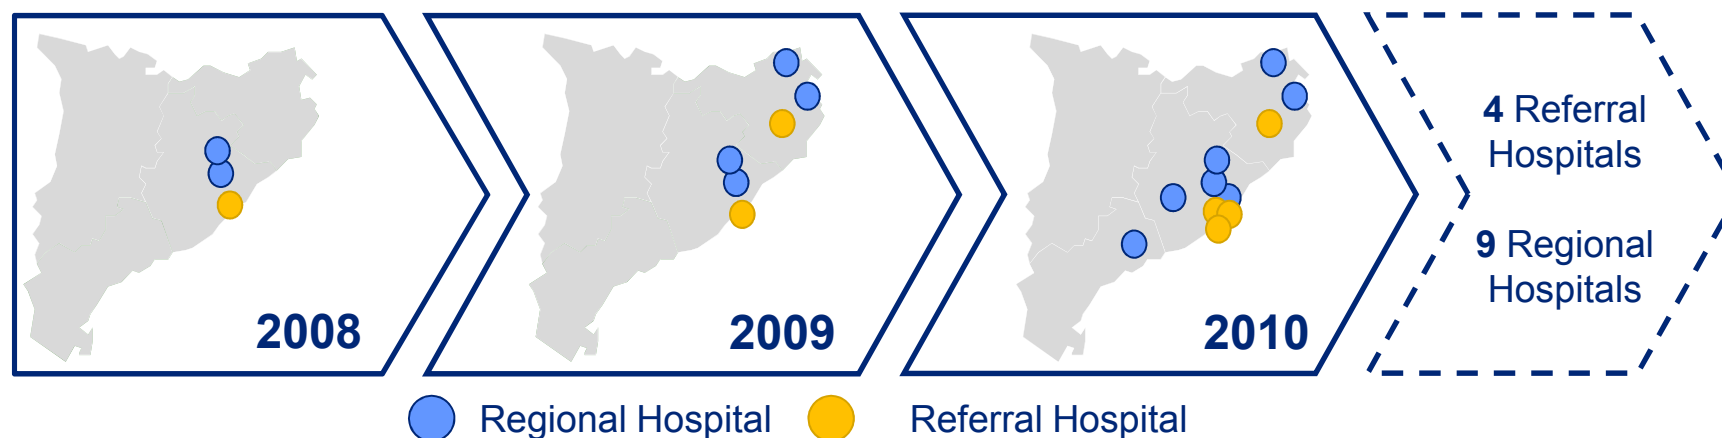 2008
2009
2010
4 Referral
Hospitals
9 Regional
Hospitals
Regional Hospital
Referral Hospital